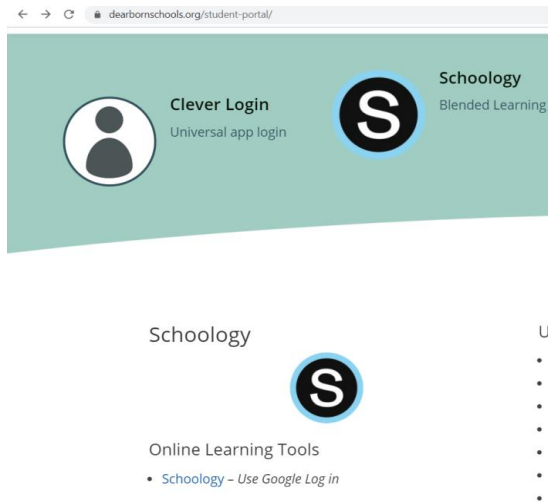 dearbornschools.org/student-portal/
Clever Login
Universal app login
S
Schoology
Blended Learning
Schoology
S
Online Learning Tools
• Schoology – Use Google Log in
U